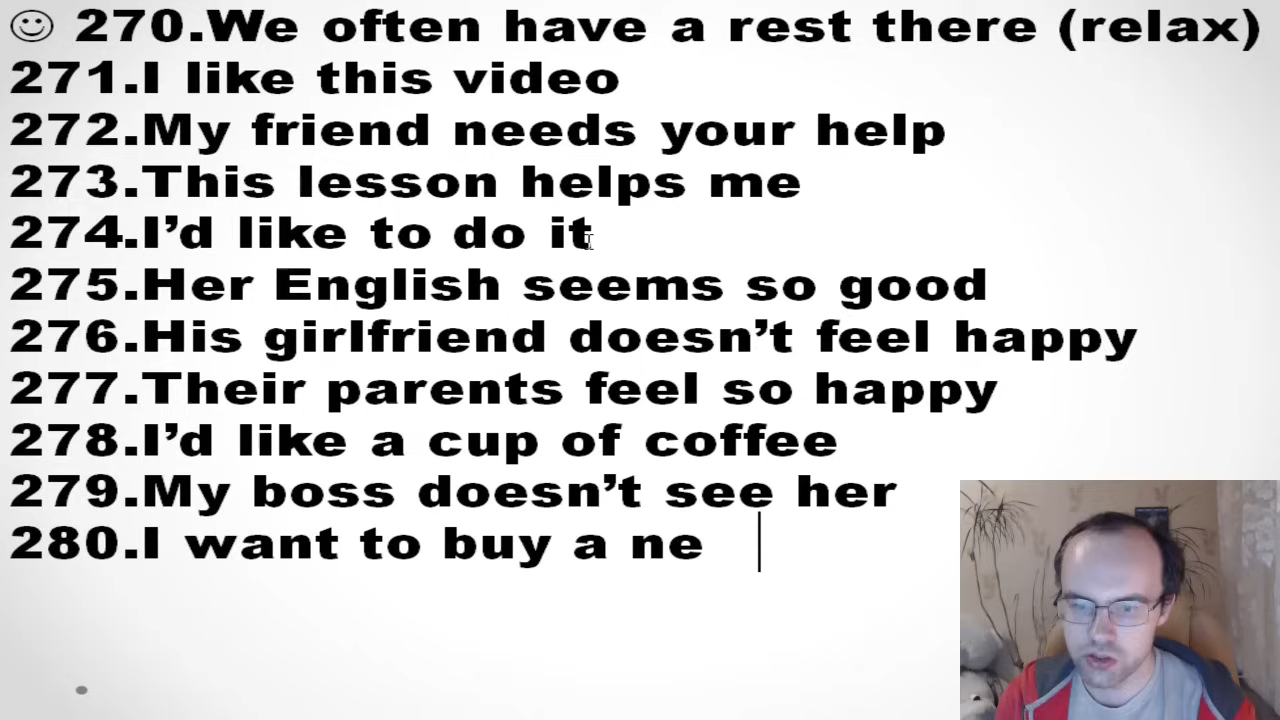 ☺ 270.We often have a rest there (relax)
271.I like this video
272.My friend needs your help
273.This lesson helps me
274.I’d like to do it
275.Her English seems so good
276.His girlfriend doesn’t feel happy
277.Their parents feel so happy
278.I’d like a cup of coffee
279.My boss doesn’t see her
280.I want to buy a ne